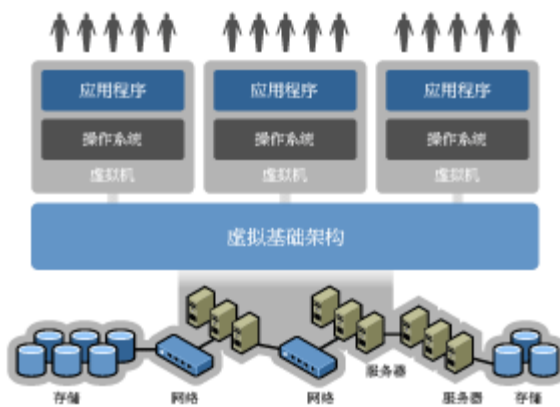 应用程序 应用程序 应用程序
操作系统 操作系统 操作系统
虚拟机 虚拟机 虚拟机
虚拟基础架构
服务器
存储 网络 网络 服务器 存储